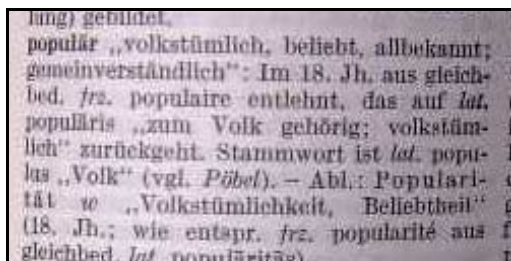 lung) gebildet.
populär „volkstümlich, beliebt, allbekannt;
gemeinverständlich“: Im 18. Jh. aus gleich-
bed. frz. populaire entlehnt, das auf lat.
populāris „zum Volk gehörig; volkstüm-
lich“ zurückgeht. Stammwort ist lat. popu-
lus „Volk“ (vgl. Pöbel). – Abl.: Populari-
tät w „Volkstümlichkeit, Beliebtheit“
(18. Jh.; wie entspr. frz. popularité aus
gleichbed. lat. populāritās).